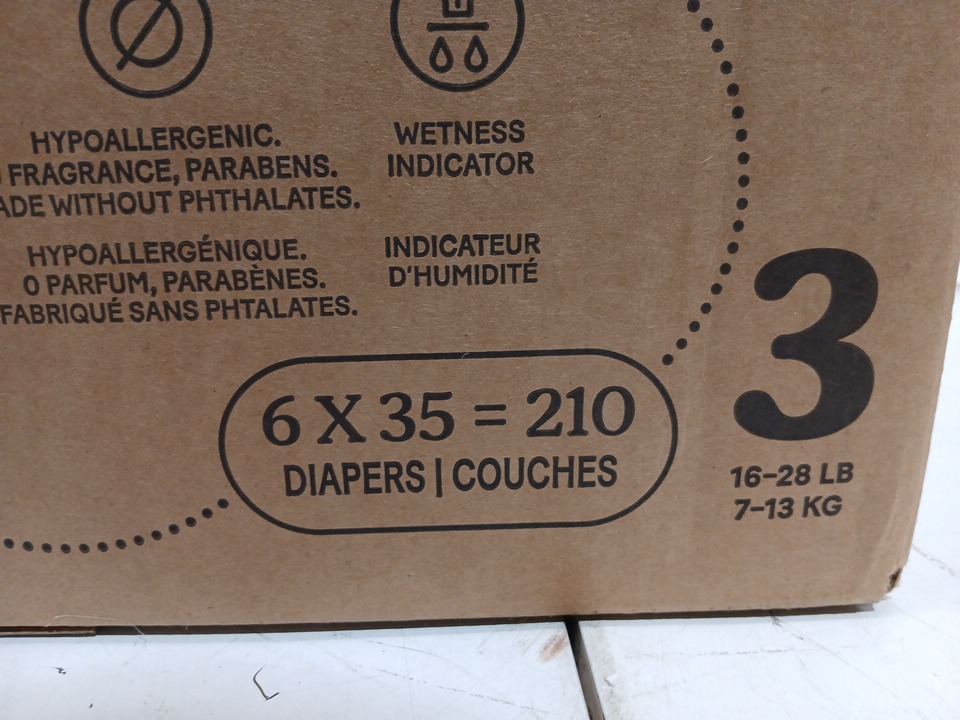 HYPOALLERGENIC.
FRAGRANCE, PARABENS.
WITHOUT PHTHALATES.
HYPOALLERGÉNIQUE.
0 PARFUM, PARABÈNES.
FABRIQUÉ SANS PHTALATES.
WETNESS
INDICATOR
INDICATEUR
D'HUMIDITÉ
6 X 35 = 210
DIAPERS | COUCHES
3
16-28 LB
7-13 KG